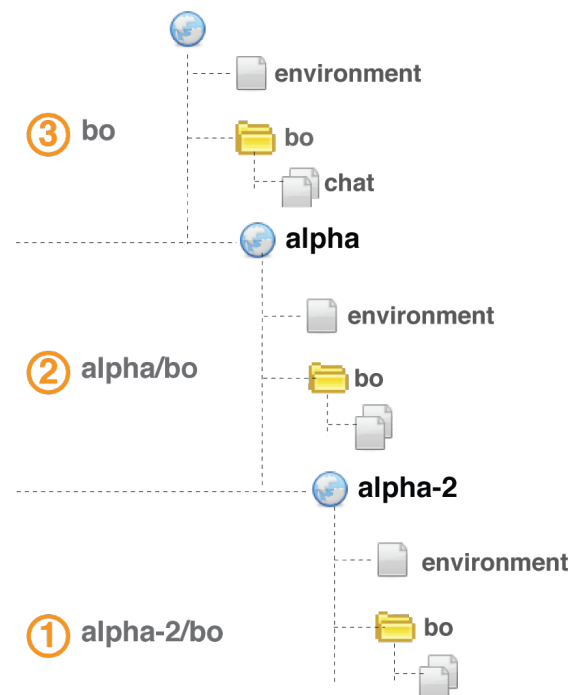 environment
3 bo
bo
chat
alpha
environment
2 alpha/bo
bo
alpha-2
environment
1 alpha-2/bo
bo